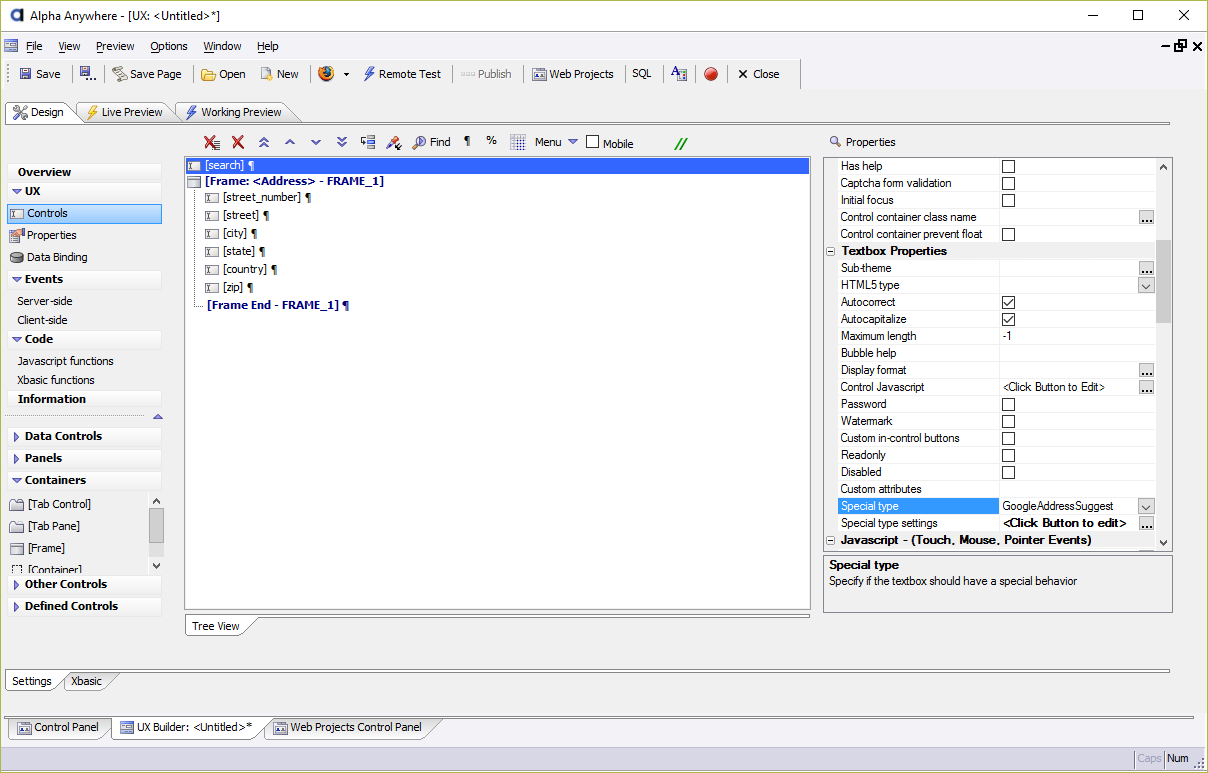 Alpha Anywhere - [UX: <Untitled>*]
File View Preview Options Window Help
Save Save Page Open New Remote Test Publish Web Projects SQL Close
Design Live Preview Working Preview
Find ¶ % Menu Mobile
Properties
Overview
UX
Controls
Properties
Data Binding
Events
Server-side
Client-side
Code
Javascript functions
Xbasic functions
Information
Data Controls
Panels
Containers
[Tab Control]
[Tab Pane]
[Frame]
[Container]
Other Controls
Defined Controls
[search] ¶
[Frame: <Address> - FRAME_1]
[street_number] ¶
[street] ¶
[city] ¶
[state] ¶
[country] ¶
[zip] ¶
[Frame End - FRAME_1] ¶
Tree View
Has help
Captcha form validation
Initial focus
Control container class name ...
Control container prevent float
Textbox Properties
Sub-theme ...
HTML5 type
Autocorrect
Autocapitalize
Maximum length -1
Bubble help
Display format ...
Control Javascript <Click Button to Edit> ...
Password
Watermark
Custom in-control buttons
Readonly
Disabled
Custom attributes
Special type GoogleAddressSuggest
Special type settings <Click Button to edit> ...
Javascript - (Touch, Mouse, Pointer Events)
Special type
Specify if the textbox should have a special behavior
Settings Xbasic
Control Panel UX Builder: <Untitled>* Web Projects Control Panel
Caps Num